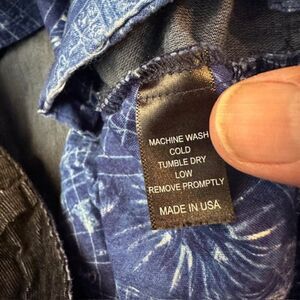 MACHINE WASH
COLD
TUMBLE DRY
LOW
REMOVE PROMPTLY
MADE IN USA